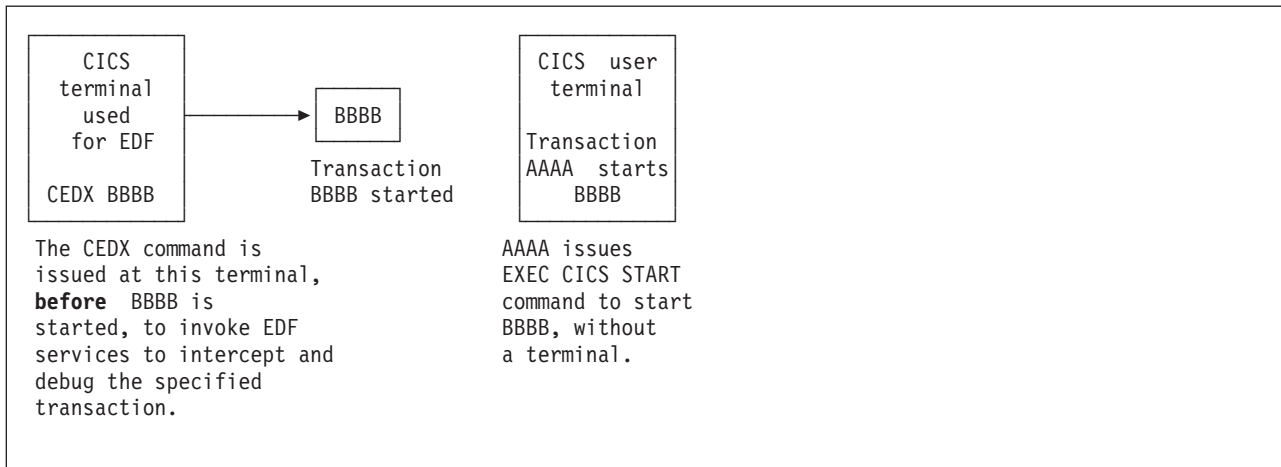 CICS
terminal
used
for EDF
CEDX BBBB
BBBB
Transaction
BBBB started
CICS user
terminal
Transaction
AAAA starts
BBBB
The CEDX command is
issued at this terminal,
before BBBB is
started, to invoke EDF
services to intercept and
debug the specified
transaction.
AAAA issues
EXEC CICS START
command to start
BBBB, without
a terminal.